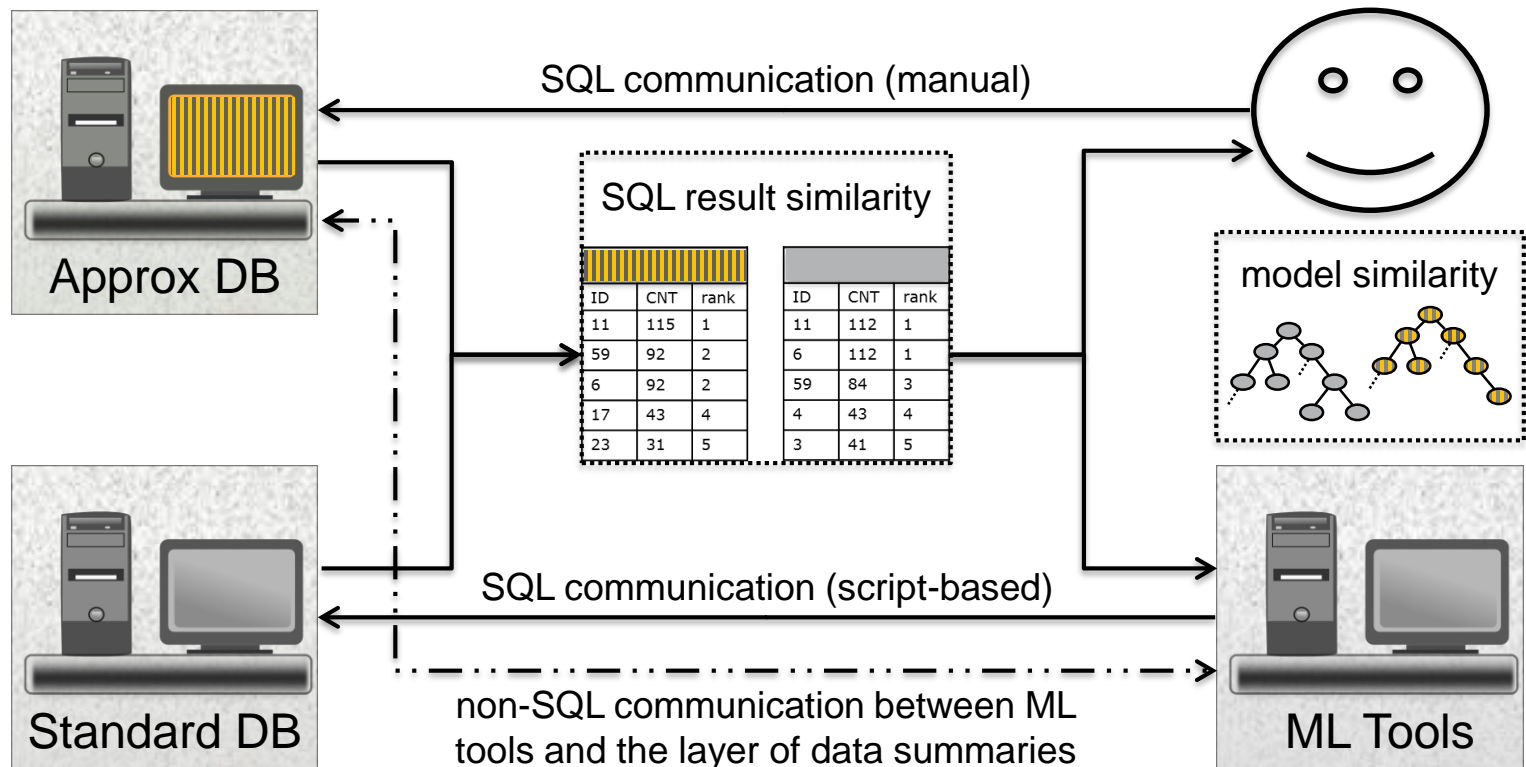 SQL communication (manual)
Approx DB
SQL result similarity
ID CNT rank
11 115 1
59 92 2
6 92 2
17 43 4
23 31 5
ID CNT rank
11 112 1
6 112 1
59 84 3
4 43 4
3 41 5
model similarity
SQL communication (script-based)
Standard DB
non-SQL communication between ML
tools and the layer of data summaries
ML Tools